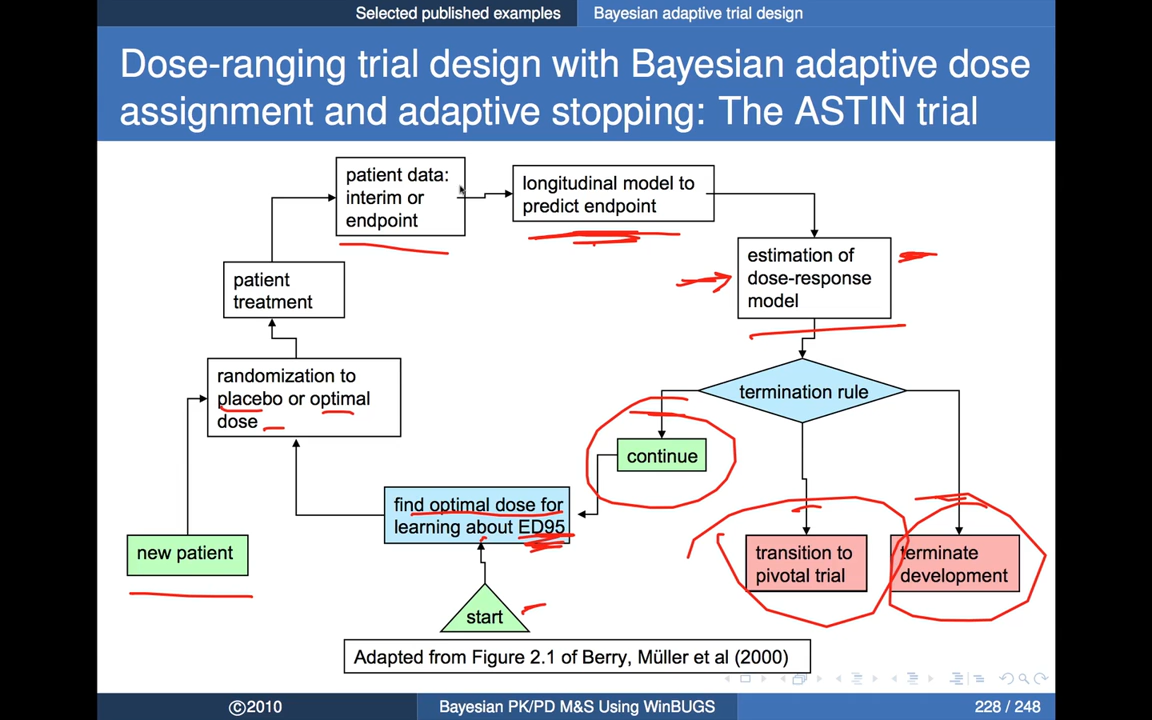 Selected published examples
Bayesian adaptive trial design
Dose-ranging trial design with Bayesian adaptive dose
assignment and adaptive stopping: The ASTIN trial
patient data:
interim or
endpoint
longitudinal model to
predict endpoint
estimation of
dose-response
model
patient
treatment
randomization to
placebo or optimal
dose
termination rule
continue
find optimal dose for
learning about ED95
new patient
transition to
pivotal trial
terminate
development
start
Adapted from Figure 2.1 of Berry, Müller et al (2000)
©2010
Bayesian PK/PD M&S Using WinBUGS
228 / 248